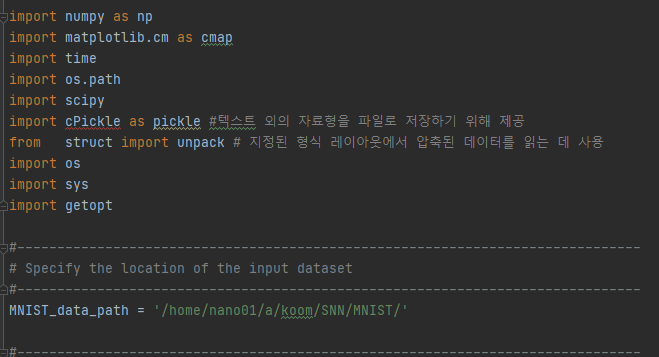 import numpy as np
import matplotlib.cm as cmap
import time
import os.path
import scipy
import cPickle as pickle #텍스트 외의 자료형을 파일로 저장하기 위해 제공
from   struct import unpack # 지정된 형식 레이아웃에서 압축된 데이터를 읽는 데 사용
import os
import sys
import getopt
#------------------------------------------------------------------------------
# Specify the location of the input dataset
#------------------------------------------------------------------------------
MNIST_data_path = '/home/nano01/a/koom/SNN/MNIST/'
#------------------------------------------------------------------------------